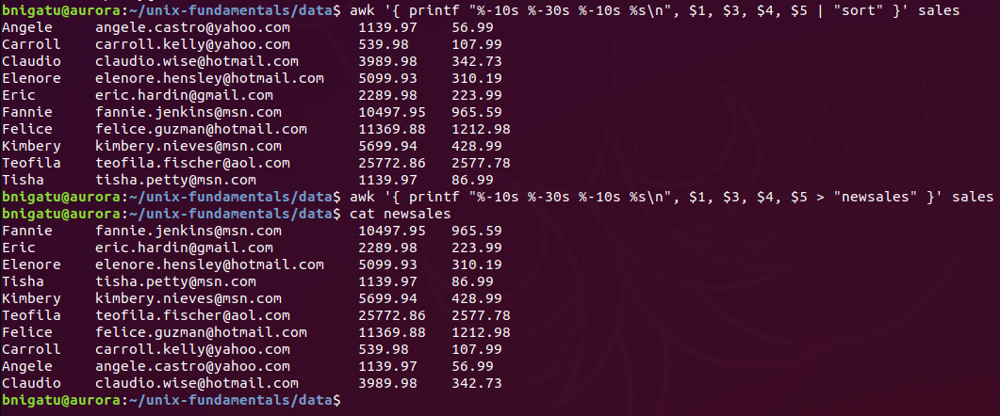 bnigatu@aurora:~/unix-fundamentals/data$ awk '{ printf "%-10s %-30s %-10s %s\n", $1, $3, $4, $5 | "sort" }' sales
Angele     angele.castro@yahoo.com        1139.97    56.99
Carroll    carroll.kelly@yahoo.com        539.98     107.99
Claudio    claudio.wise@hotmail.com       3989.98    342.73
Elenore    elenore.hensley@hotmail.com    5099.93    310.19
Eric       eric.hardin@gmail.com          2289.98    223.99
Fannie     fannie.jenkins@msn.com         10497.95   965.59
Felice     felice.guzman@hotmail.com      11369.88   1212.98
Kimbery    kimbery.nieves@msn.com         5699.94    428.99
Teofila    teofila.fischer@aol.com        25772.86   2577.78
Tisha      tisha.petty@msn.com            1139.97    86.99
bnigatu@aurora:~/unix-fundamentals/data$ awk '{ printf "%-10s %-30s %-10s %s\n", $1, $3, $4, $5 > "newsales" }' sales
bnigatu@aurora:~/unix-fundamentals/data$ cat newsales
Fannie     fannie.jenkins@msn.com         10497.95   965.59
Eric       eric.hardin@gmail.com          2289.98    223.99
Elenore    elenore.hensley@hotmail.com    5099.93    310.19
Tisha      tisha.petty@msn.com            1139.97    86.99
Kimbery    kimbery.nieves@msn.com         5699.94    428.99
Teofila    teofila.fischer@aol.com        25772.86   2577.78
Felice     felice.guzman@hotmail.com      11369.88   1212.98
Carroll    carroll.kelly@yahoo.com        539.98     107.99
Angele     angele.castro@yahoo.com        1139.97    56.99
Claudio    claudio.wise@hotmail.com       3989.98    342.73
bnigatu@aurora:~/unix-fundamentals/data$